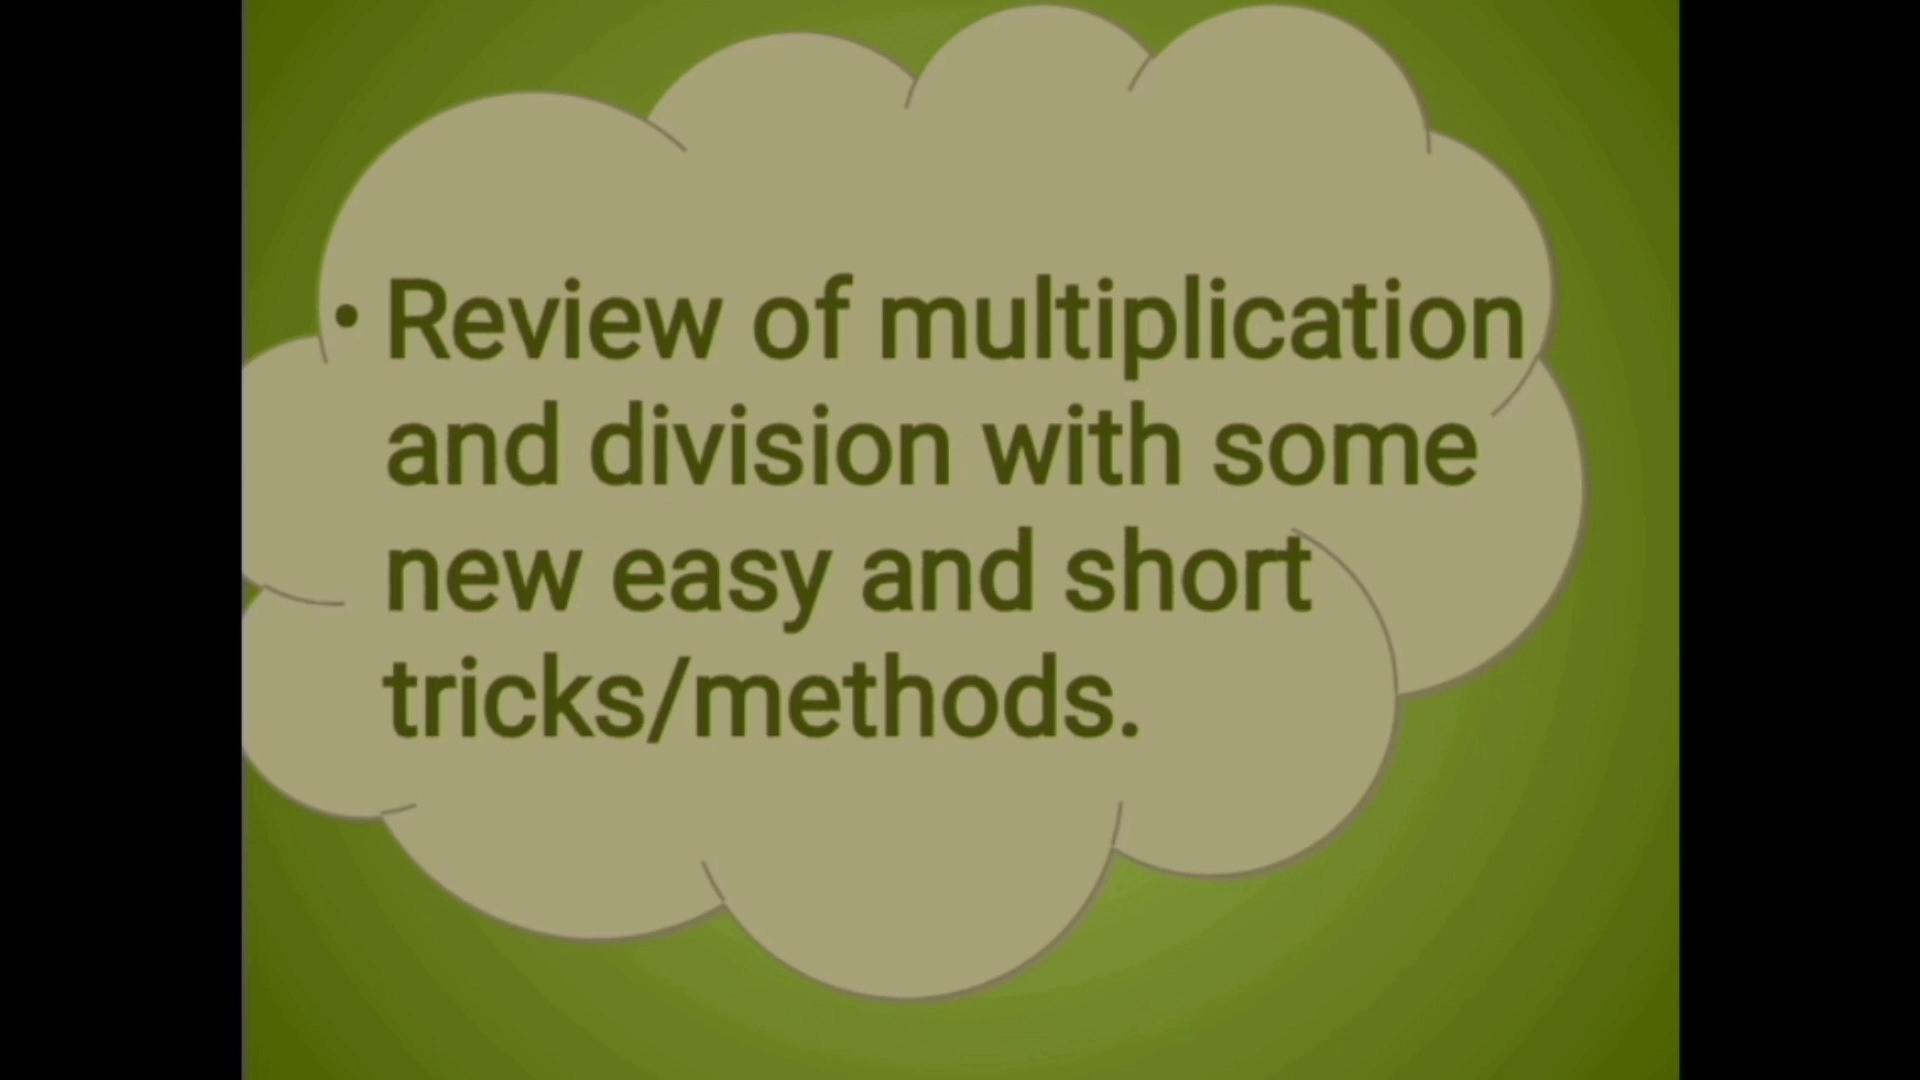 • Review of multiplication
and division with some
new easy and short
tricks/methods.